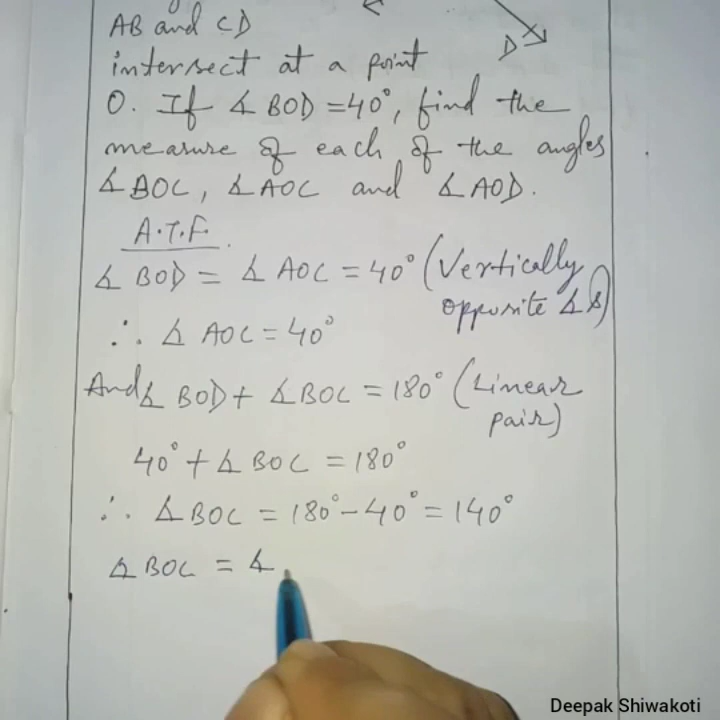 AB and CD
intersect at a point
O. If ∡ BOD = 40°, find the
measure of each of the angles
∡BOC, ∡AOC and ∡AOD.
A.T.F.
∡ BOD = ∡ AOC = 40° (Vertically
opposite ∡s)
∴ ∡ AOC = 40°
And ∡ BOD + ∡BOC = 180° (Linear
pair)
40° + ∡ BOC = 180°
∴ ∡BOC = 180° - 40° = 140°
∡ BOC = ∡
D
Deepak Shiwakoti